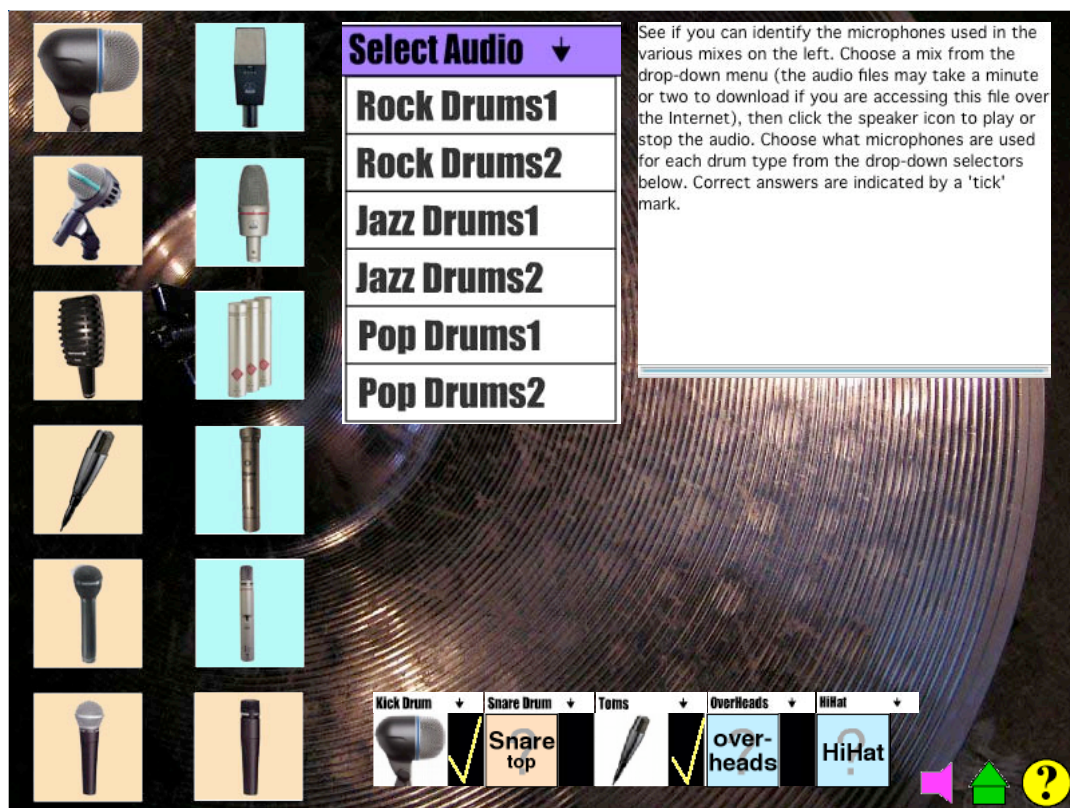 Select Audio
Rock Drums1
Rock Drums2
Jazz Drums1
Jazz Drums2
Pop Drums1
Pop Drums2
See if you can identify the microphones used in the
various mixes on the left. Choose a mix from the
drop-down menu (the audio files may take a minute
or two to download if you are accessing this file over
the Internet), then click the speaker icon to play or
stop the audio. Choose what microphones are used
for each drum type from the drop-down selectors
below. Correct answers are indicated by a 'tick'
mark.
Kick Drum
Snare Drum
Toms
OverHeads
HiHat
Snare
top
over-
heads
HiHat
?